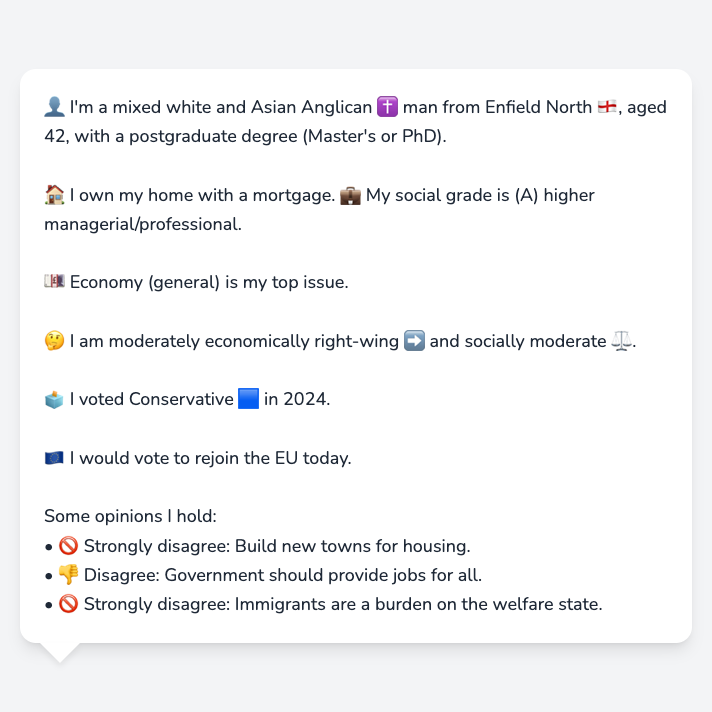 👤 I'm a mixed white and Asian Anglican ✝️ man from Enfield North 🏴󠁧󠁢󠁥󠁮󠁧󠁿, aged
42, with a postgraduate degree (Master's or PhD).
🏠 I own my home with a mortgage. 💼 My social grade is (A) higher
managerial/professional.
💷 Economy (general) is my top issue.
🤔 I am moderately economically right-wing ➡️ and socially moderate ⚖️.
🗳️ I voted Conservative 🟦 in 2024.
🇪🇺 I would vote to rejoin the EU today.
Some opinions I hold:
• 🚫 Strongly disagree: Build new towns for housing.
• 👎 Disagree: Government should provide jobs for all.
• 🚫 Strongly disagree: Immigrants are a burden on the welfare state.